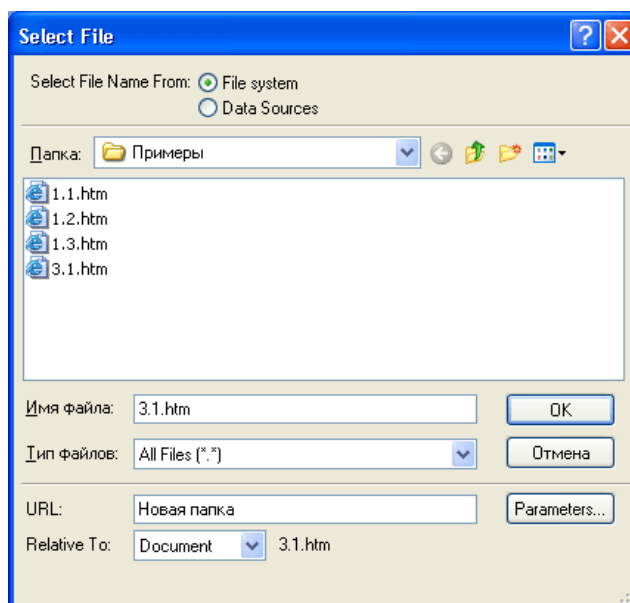 Select File
Select File Name From: File system
Data Sources
Папка: Примеры
1.1.htm
1.2.htm
1.3.htm
3.1.htm
Имя файла: 3.1.htm OK
Тип файлов: All Files (*.*) Отмена
URL: Новая папка Parameters...
Relative To: Document 3.1.htm